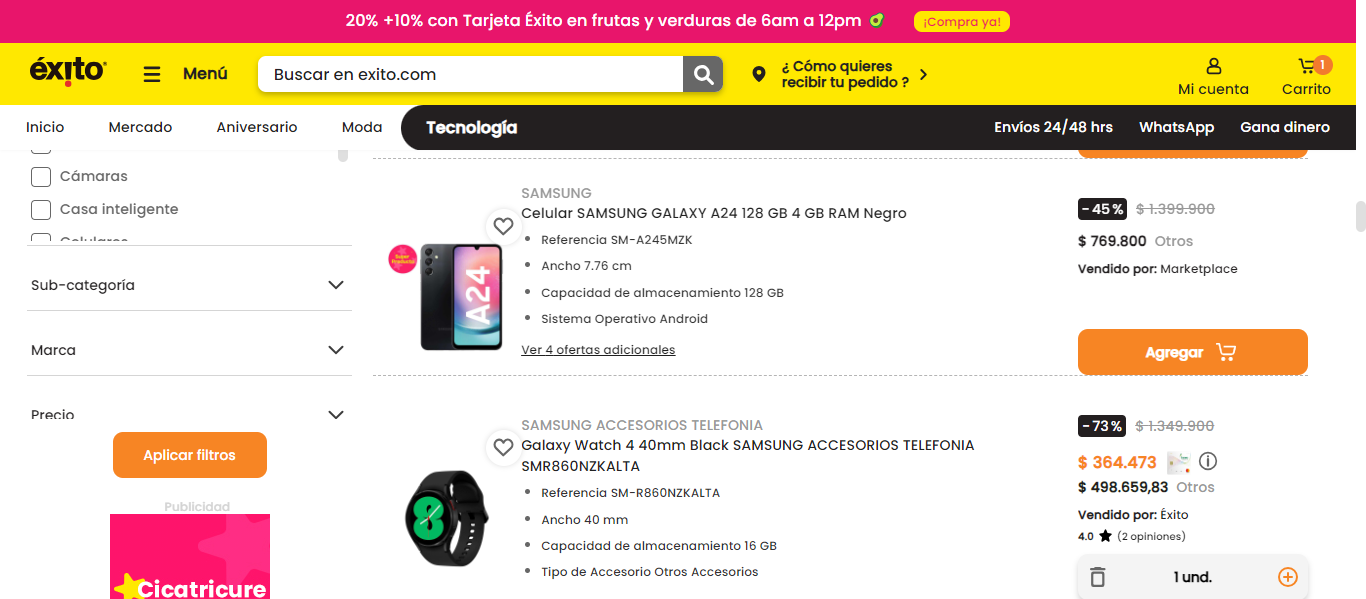 20% +10% con Tarjeta Éxito en frutas y verduras de 6am a 12pm
¡Compra ya!
éxito
Menú
Buscar en exito.com
¿ Cómo quieres
recibir tu pedido ?
Mi cuenta
1
Carrito
Inicio
Mercado
Aniversario
Moda
Tecnología
Envíos 24/48 hrs
WhatsApp
Gana dinero
Cámaras
Casa inteligente
Celulares
Sub-categoría
Marca
Precio
Aplicar filtros
Publicidad
Cicatricure
SAMSUNG
Celular SAMSUNG GALAXY A24 128 GB 4 GB RAM Negro
Referencia SM-A245MZK
Ancho 7.76 cm
Capacidad de almacenamiento 128 GB
Sistema Operativo Android
Ver 4 ofertas adicionales
Super
Producto
A24
- 45 % $ 1.399.900
$ 769.800 Otros
Vendido por: Marketplace
Agregar
SAMSUNG ACCESORIOS TELEFONIA
Galaxy Watch 4 40mm Black SAMSUNG ACCESORIOS TELEFONIA
SMR860NZKALTA
Referencia SM-R860NZKALTA
Ancho 40 mm
Capacidad de almacenamiento 16 GB
Tipo de Accesorio Otros Accesorios
- 73 % $ 1.349.900
$ 364.473
$ 498.659,83 Otros
Vendido por: Éxito
4.0 ★ (2 opiniones)
1 und.